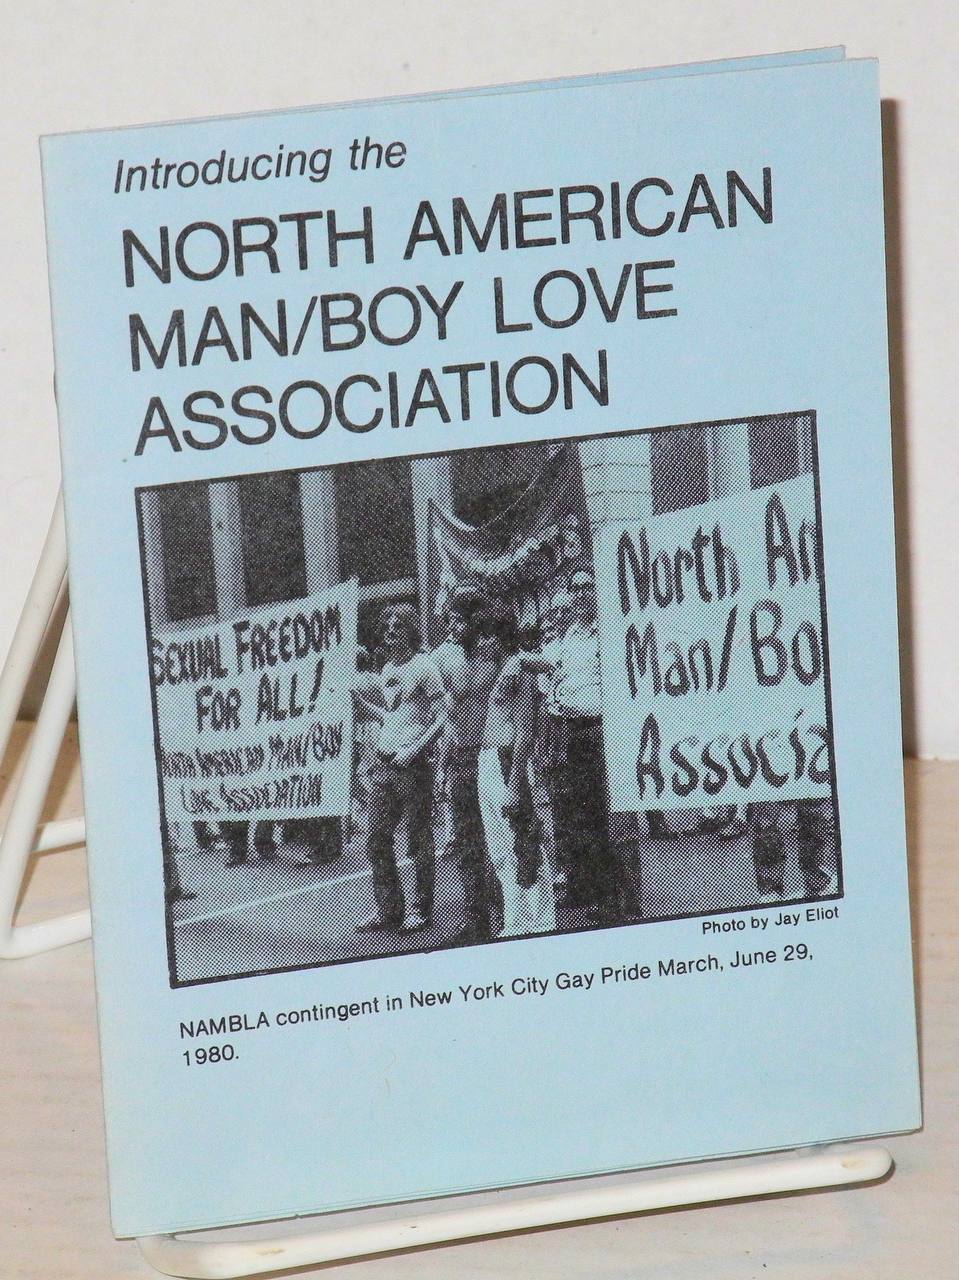 Introducing the
NORTH AMERICAN
MAN/BOY LOVE
ASSOCIATION
SEXUAL FREEDOM
FOR ALL!
NORTH AMERICAN MAN/BOY
LOVE ASSOCIATION
North Am
Man/Bo
Associa
Photo by Jay Eliot
NAMBLA contingent in New York City Gay Pride March, June 29,
1980.